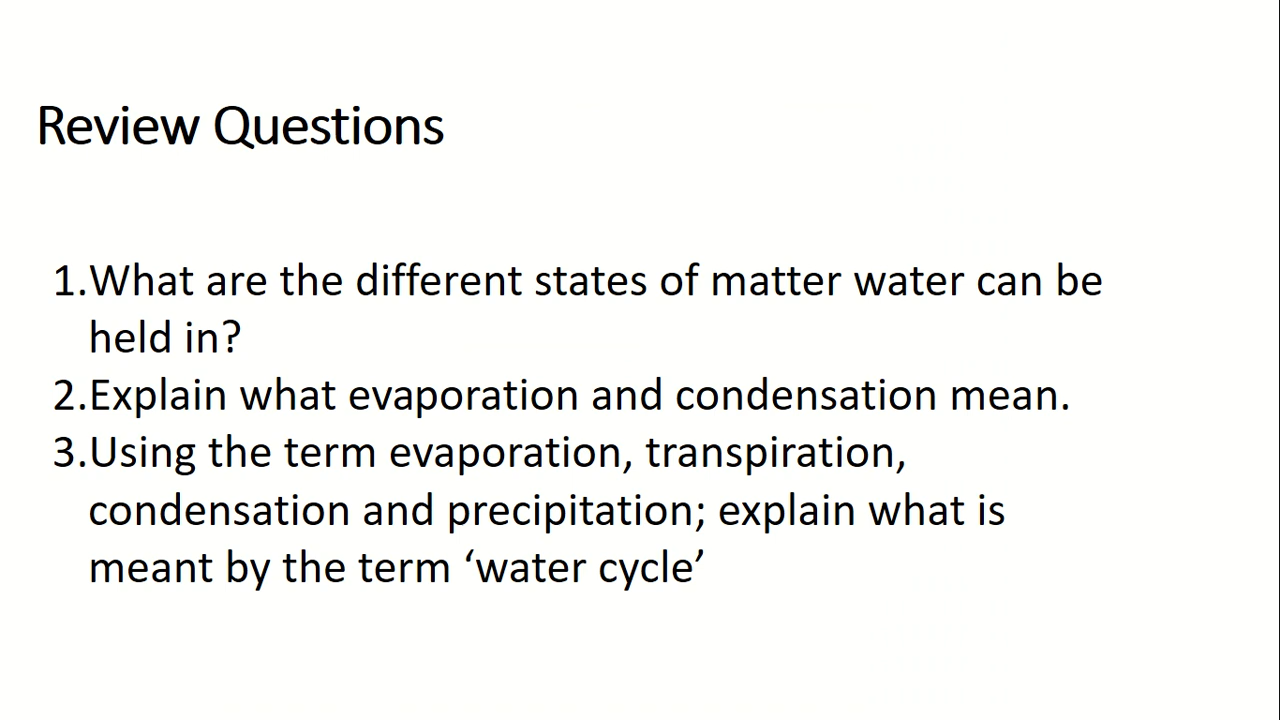 Review Questions
1.What are the different states of matter water can be
held in?
2.Explain what evaporation and condensation mean.
3.Using the term evaporation, transpiration,
condensation and precipitation; explain what is
meant by the term ‘water cycle’